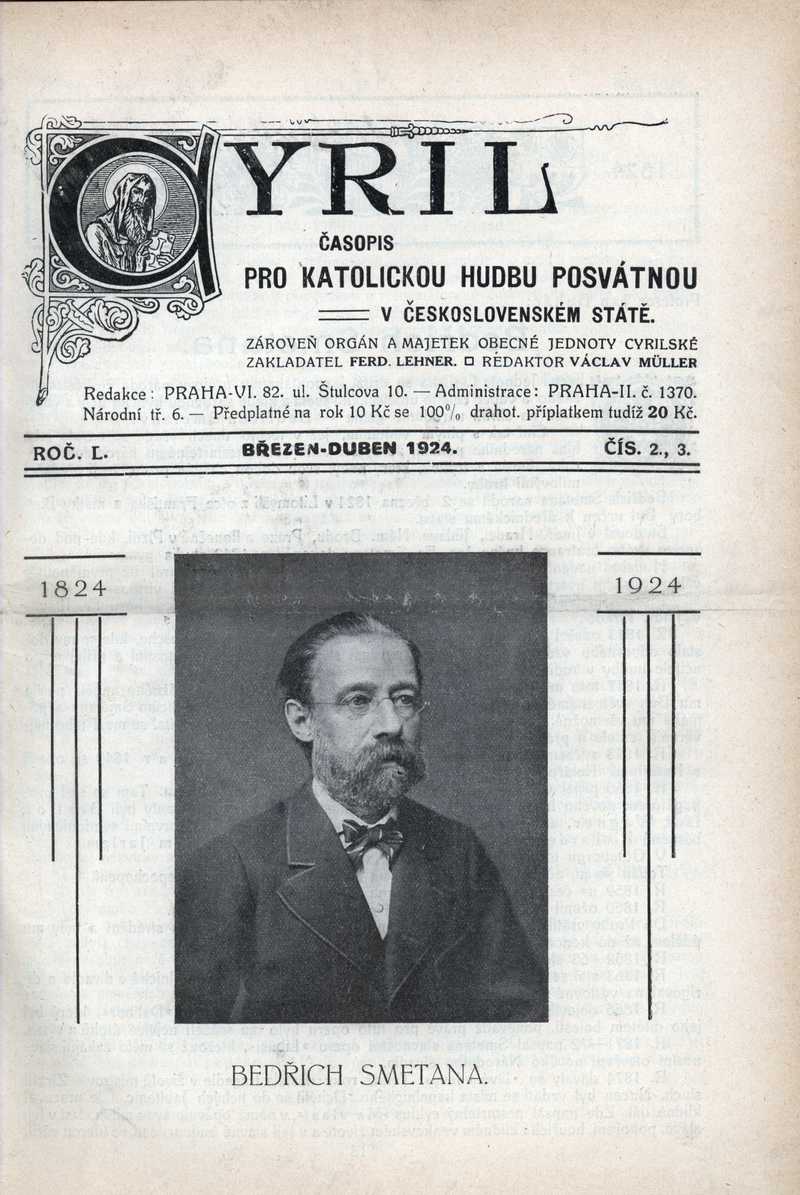 CYRIL
ČASOPIS
PRO KATOLICKOU HUDBU POSVÁTNOU
V ČESKOSLOVENSKÉM STÁTĚ.
ZÁROVEŇ ORGÁN A MAJETEK OBECNÉ JEDNOTY CYRILSKÉ
ZAKLADATEL FERD. LEHNER. □ REDAKTOR VÁCLAV MÜLLER
Redakce: PRAHA-VI. 82. ul. Štulcova 10. — Administrace: PRAHA-II. č. 1370.
Národní tř. 6. — Předplatné na rok 10 Kč se 100% drahot. příplatkem tudíž 20 Kč.
ROČ. L. BŘEZEN-DUBEN 1924. ČÍS. 2., 3.
1824 1924
BEDŘICH SMETANA.